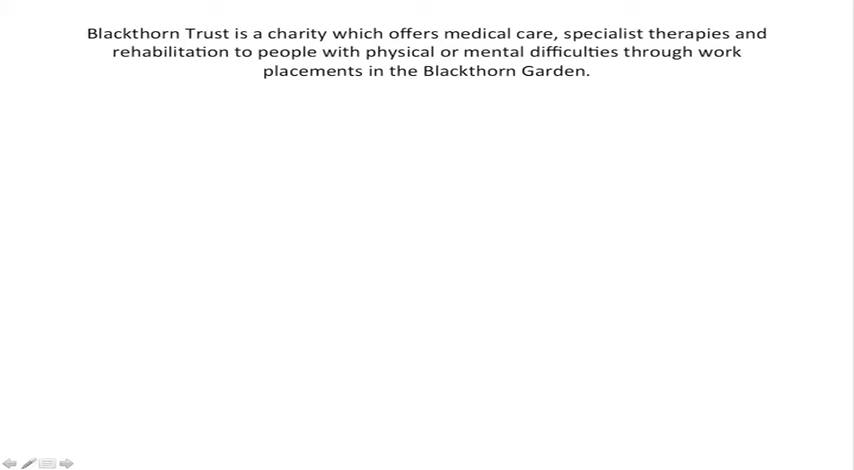 Blackthorn Trust is a charity which offers medical care, specialist therapies and
rehabilitation to people with physical or mental difficulties through work
placements in the Blackthorn Garden.